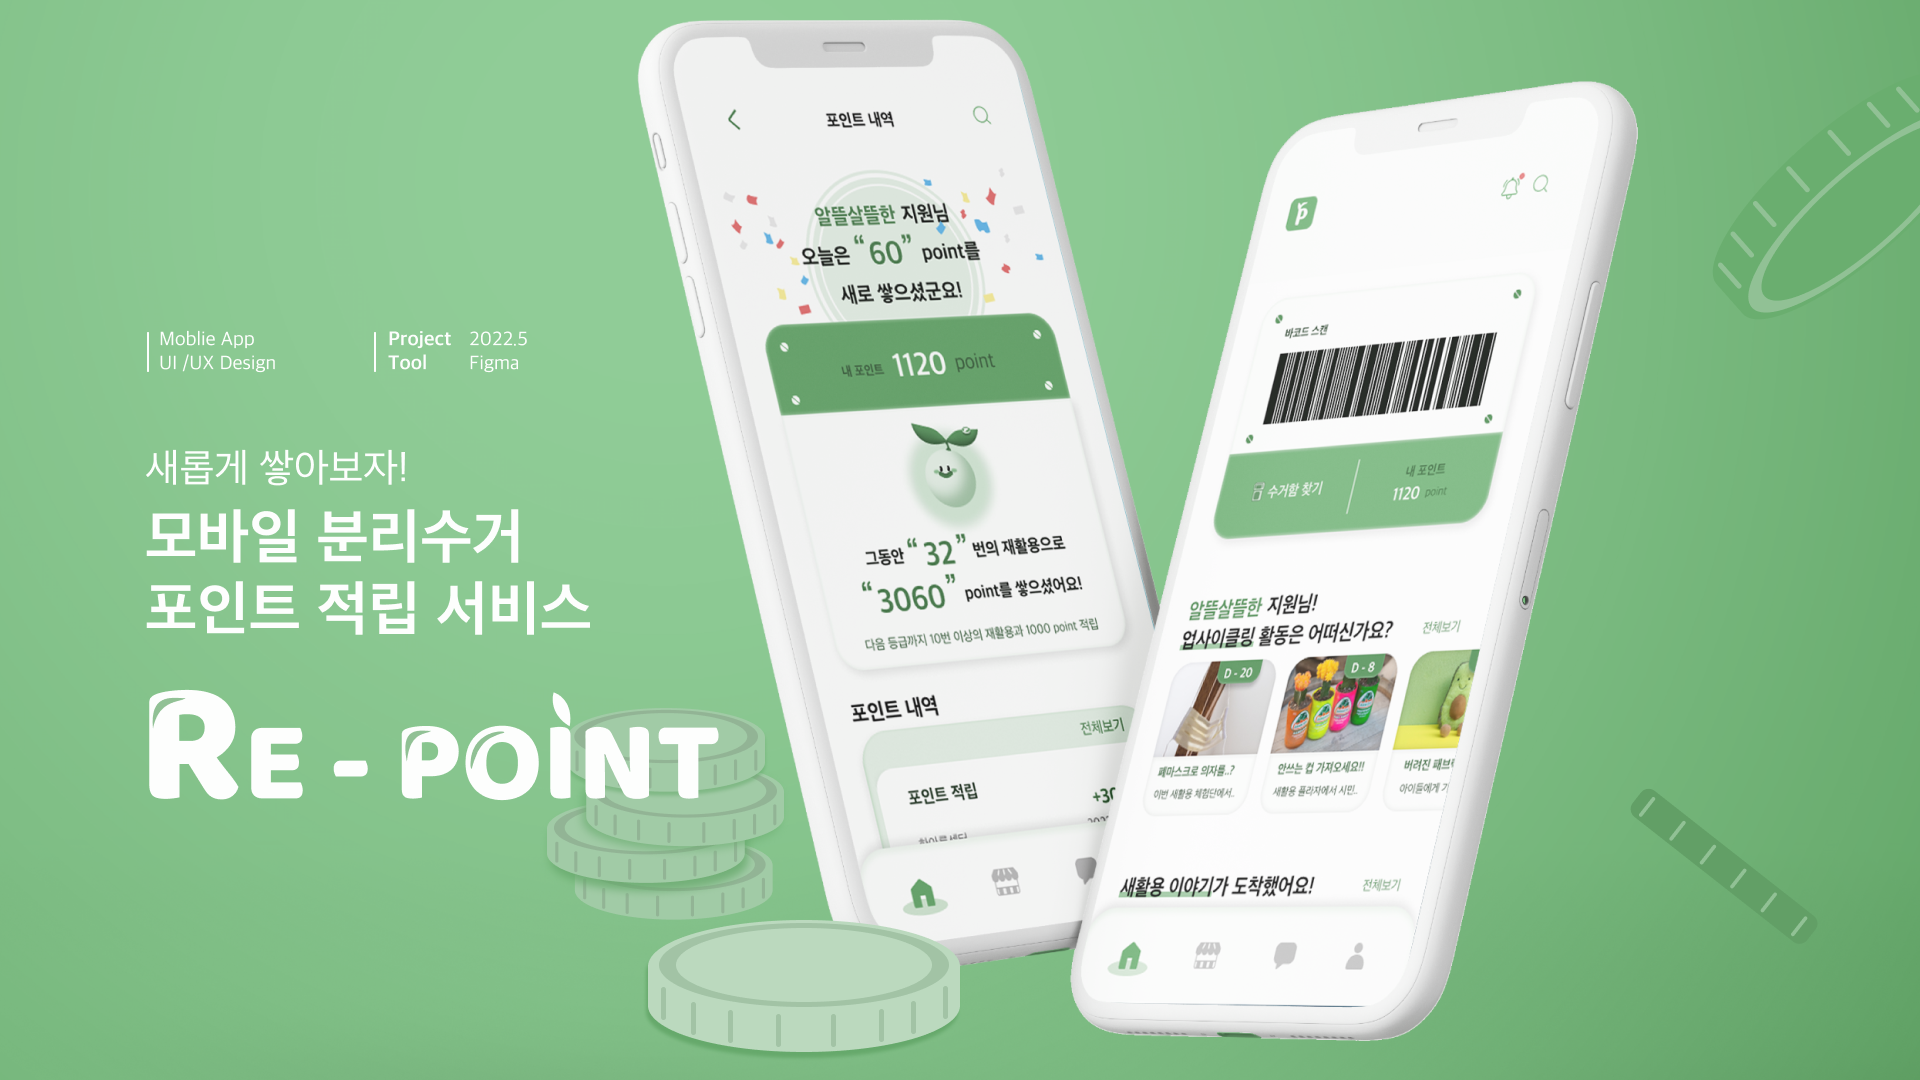 Moblie App
UI /UX Design
Project 2022.5
Tool Figma
새롭게 쌓아보자!
모바일 분리수거
포인트 적립 서비스
RE - POINT
포인트 내역
알뜰살뜰한 지원님
오늘은 “60” point를
새로 쌓으셨군요!
내 포인트 1120 point
그동안 “32” 번의 재활용으로
“3060” point를 쌓으셨어요!
다음 등급까지 10번 이상의 재활용과 1000 point 적립
포인트 내역
전체보기
포인트 적립
+30
바코드 스캔
수거함 찾기
내 포인트
1120 point
알뜰살뜰한 지원님!
업사이클링 활동은 어떠신가요?
전체보기
D - 20
D - 8
폐마스크로 의자를..?
이번 새활용 체험단에서..
안쓰는 컵 가져오세요!!
새활용 플라자에서 시민..
버려진 패브
아이들에게 기
새활용 이야기가 도착했어요!
전체보기